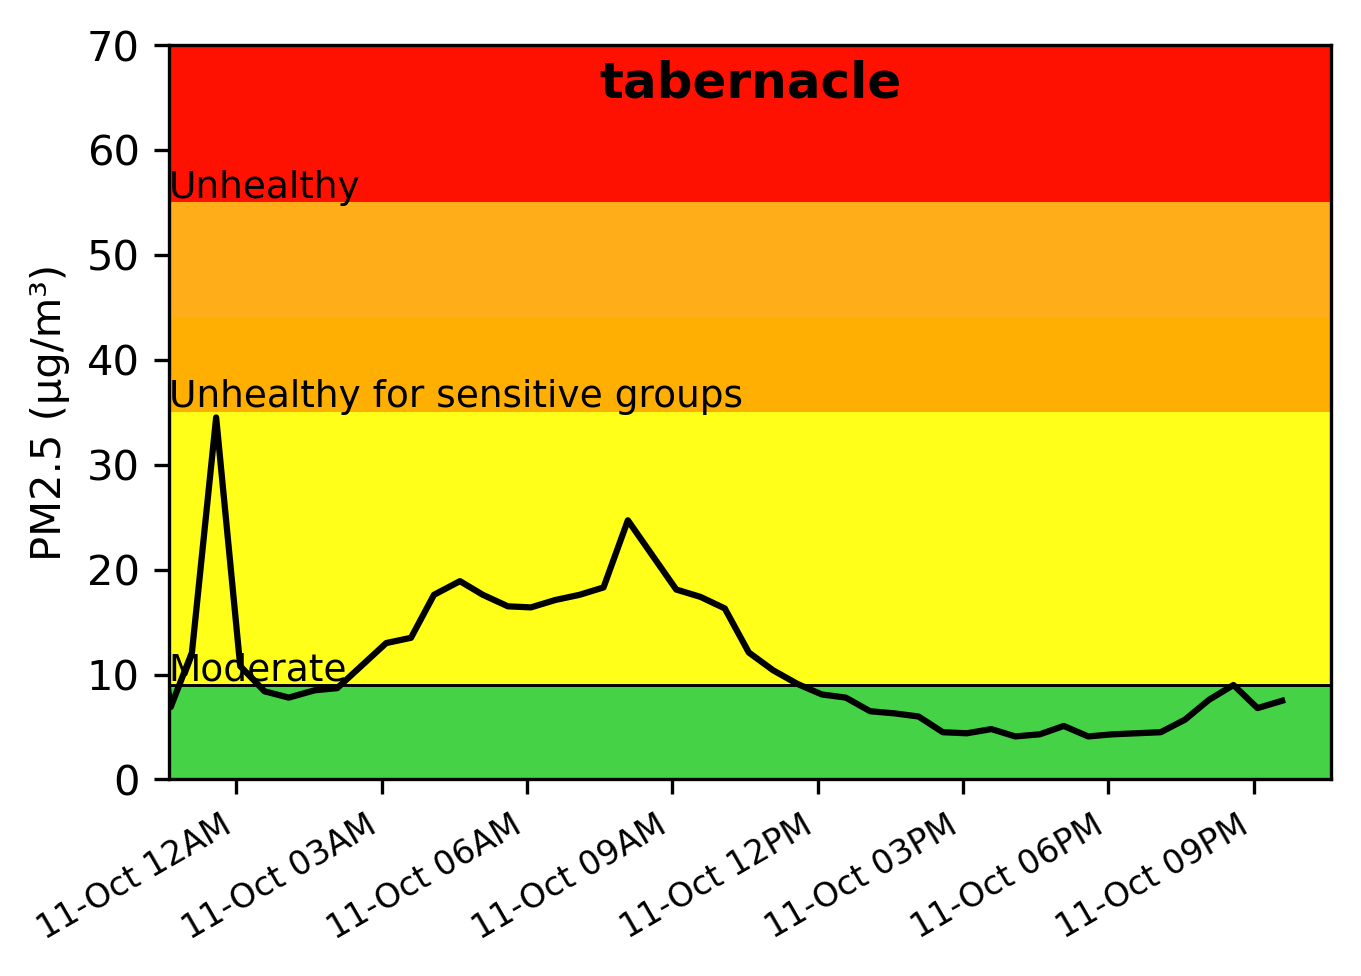 tabernacle
70
60
50
40
30
20
10
0
PM2.5 (µg/m³)
Unhealthy
Unhealthy for sensitive groups
Moderate
11-Oct 12AM
11-Oct 03AM
11-Oct 06AM
11-Oct 09AM
11-Oct 12PM
11-Oct 03PM
11-Oct 06PM
11-Oct 09PM